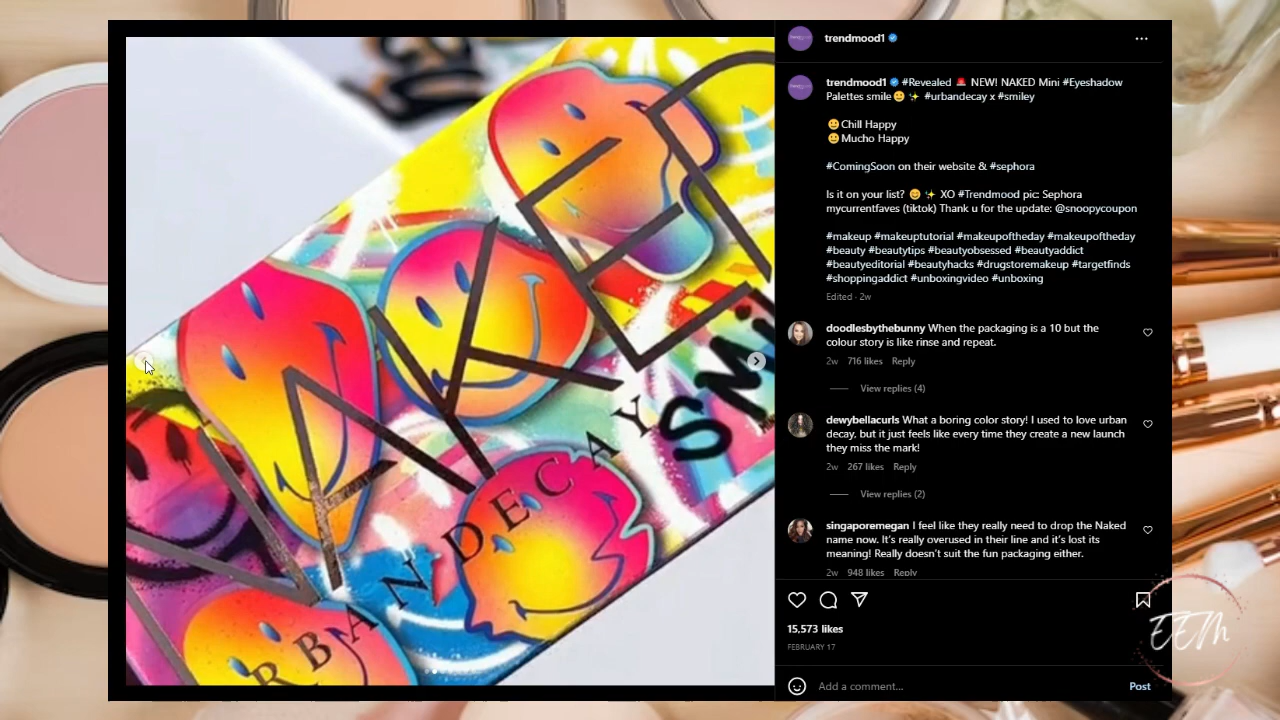 NAKED
URBAN DECAY
trendmood1
trendmood1 #Revealed 🚨 NEW! NAKED Mini #Eyeshadow
Palettes smile🙂 ✨ #urbandecay x #smiley
🙂Chill Happy
🙂Mucho Happy
#ComingSoon on their website & #sephora
Is it on your list? 😊 ✨ XO #Trendmood pic: Sephora
mycurrentfaves (tiktok) Thank u for the update: @snoopycoupon
#makeup #makeuptutorial #makeupoftheday #makeupoftheday
#beauty #beautytips #beautyobsessed #beautyaddict
#beautyeditorial #beautyhacks #drugstoremakeup #targetfinds
#shoppingaddict #unboxingvideo #unboxing
Edited · 2w
doodlesbythebunny When the packaging is a 10 but the
colour story is like rinse and repeat.
2w 716 likes Reply
View replies (4)
dewybellacurls What a boring color story! I used to love urban
decay, but it just feels like every time they create a new launch
they miss the mark!
2w 267 likes Reply
View replies (2)
singaporemegan I feel like they really need to drop the Naked
name now. It's really overused in their line and it's lost its
meaning! Really doesn't suit the fun packaging either.
2w 948 likes Reply
15,573 likes
FEBRUARY 17
Add a comment...
Post
EEM